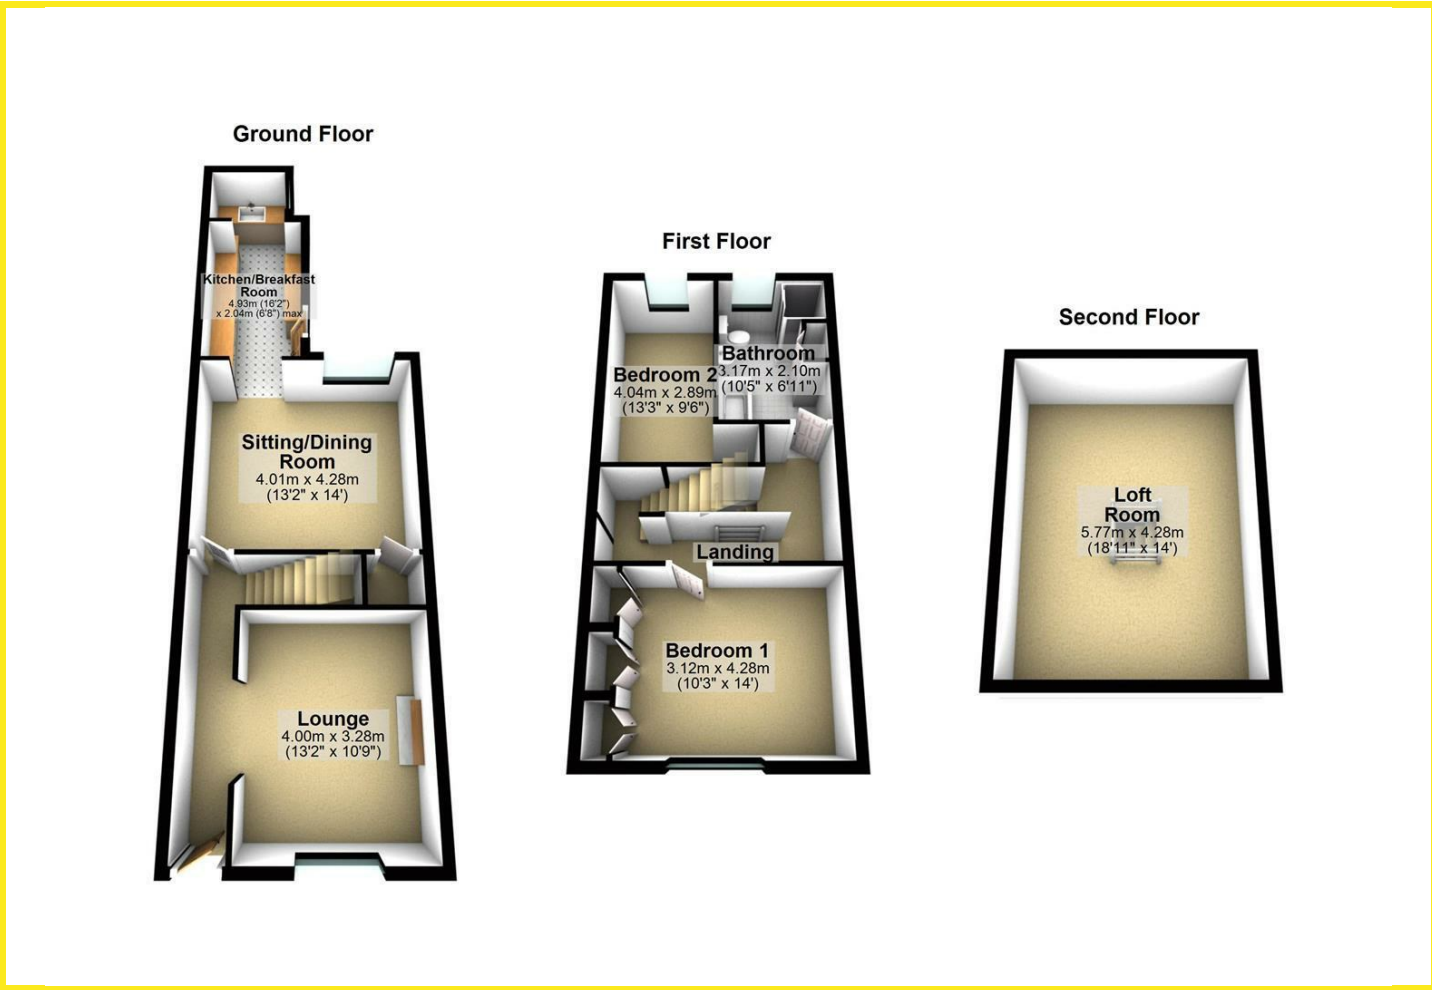 Ground Floor
Kitchen/Breakfast
Room
4.93m (16'2")
x 2.04m (6'8") max
Sitting/Dining
Room
4.01m x 4.28m
(13'2" x 14')
Lounge
4.00m x 3.28m
(13'2" x 10'9")
First Floor
Bedroom 2
4.04m x 2.89m
(13'3" x 9'6")
Bathroom
3.17m x 2.10m
(10'5" x 6'11")
Landing
Bedroom 1
3.12m x 4.28m
(10'3" x 14')
Second Floor
Loft
Room
5.77m x 4.28m
(18'11" x 14')